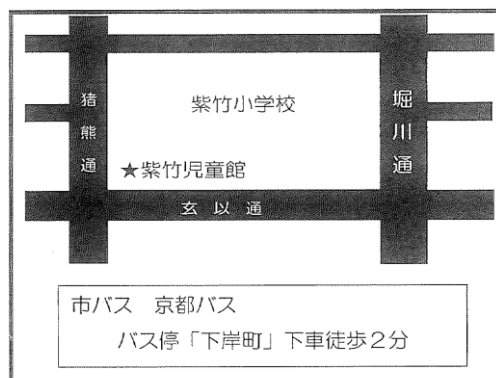 猪熊通
紫竹小学校
堀川通
★紫竹児童館
玄以通
市バス 京都バス
バス停「下岸町」下車徒歩2分